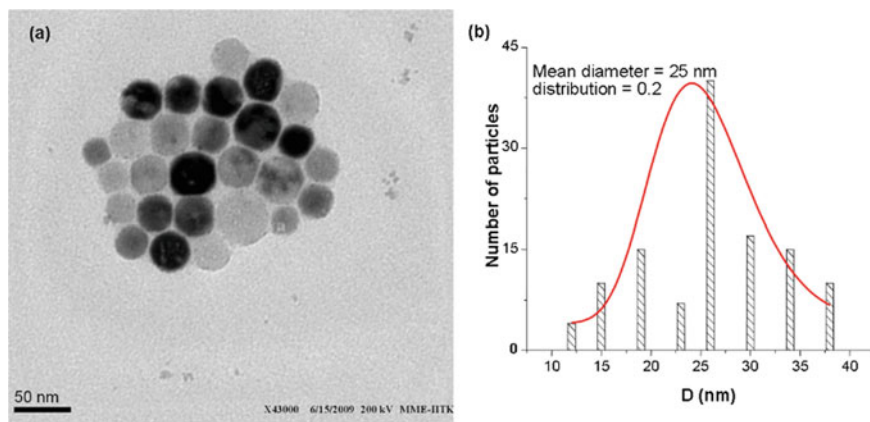 (a)
50 nm
X43000 6/15/2009 200 kV MME-IITK
(b)
Mean diameter = 25 nm
distribution = 0.2
Number of particles
45
30
15
0
10 15 20 25 30 35 40
D (nm)